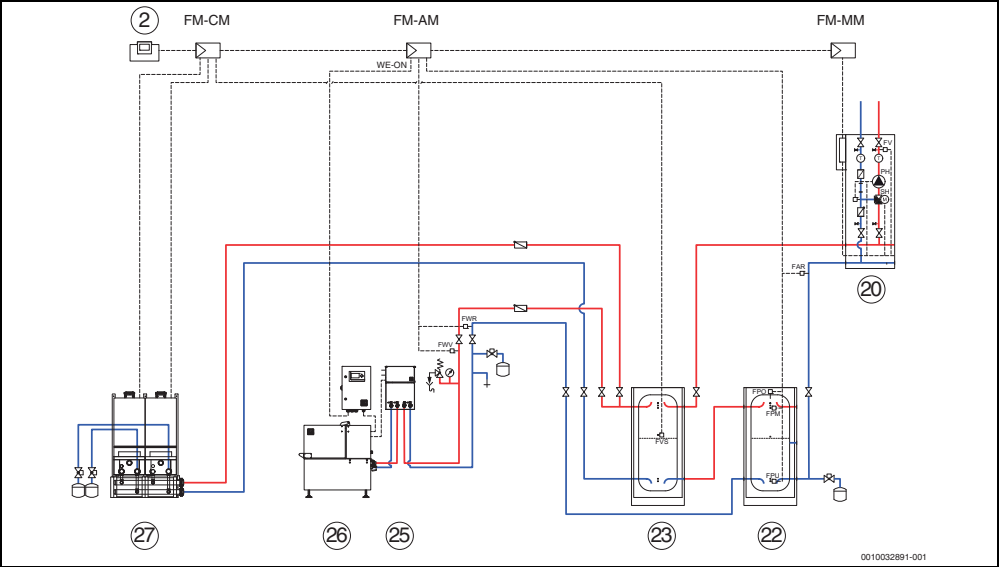 2
FM-CM
FM-AM
FM-MM
WE-ON
FV
T
T
PH
SH
M
FAR
20
FWR
FWV
FPO
FPM
FVS
FPU
27
26
25
23
22
0010032891-001